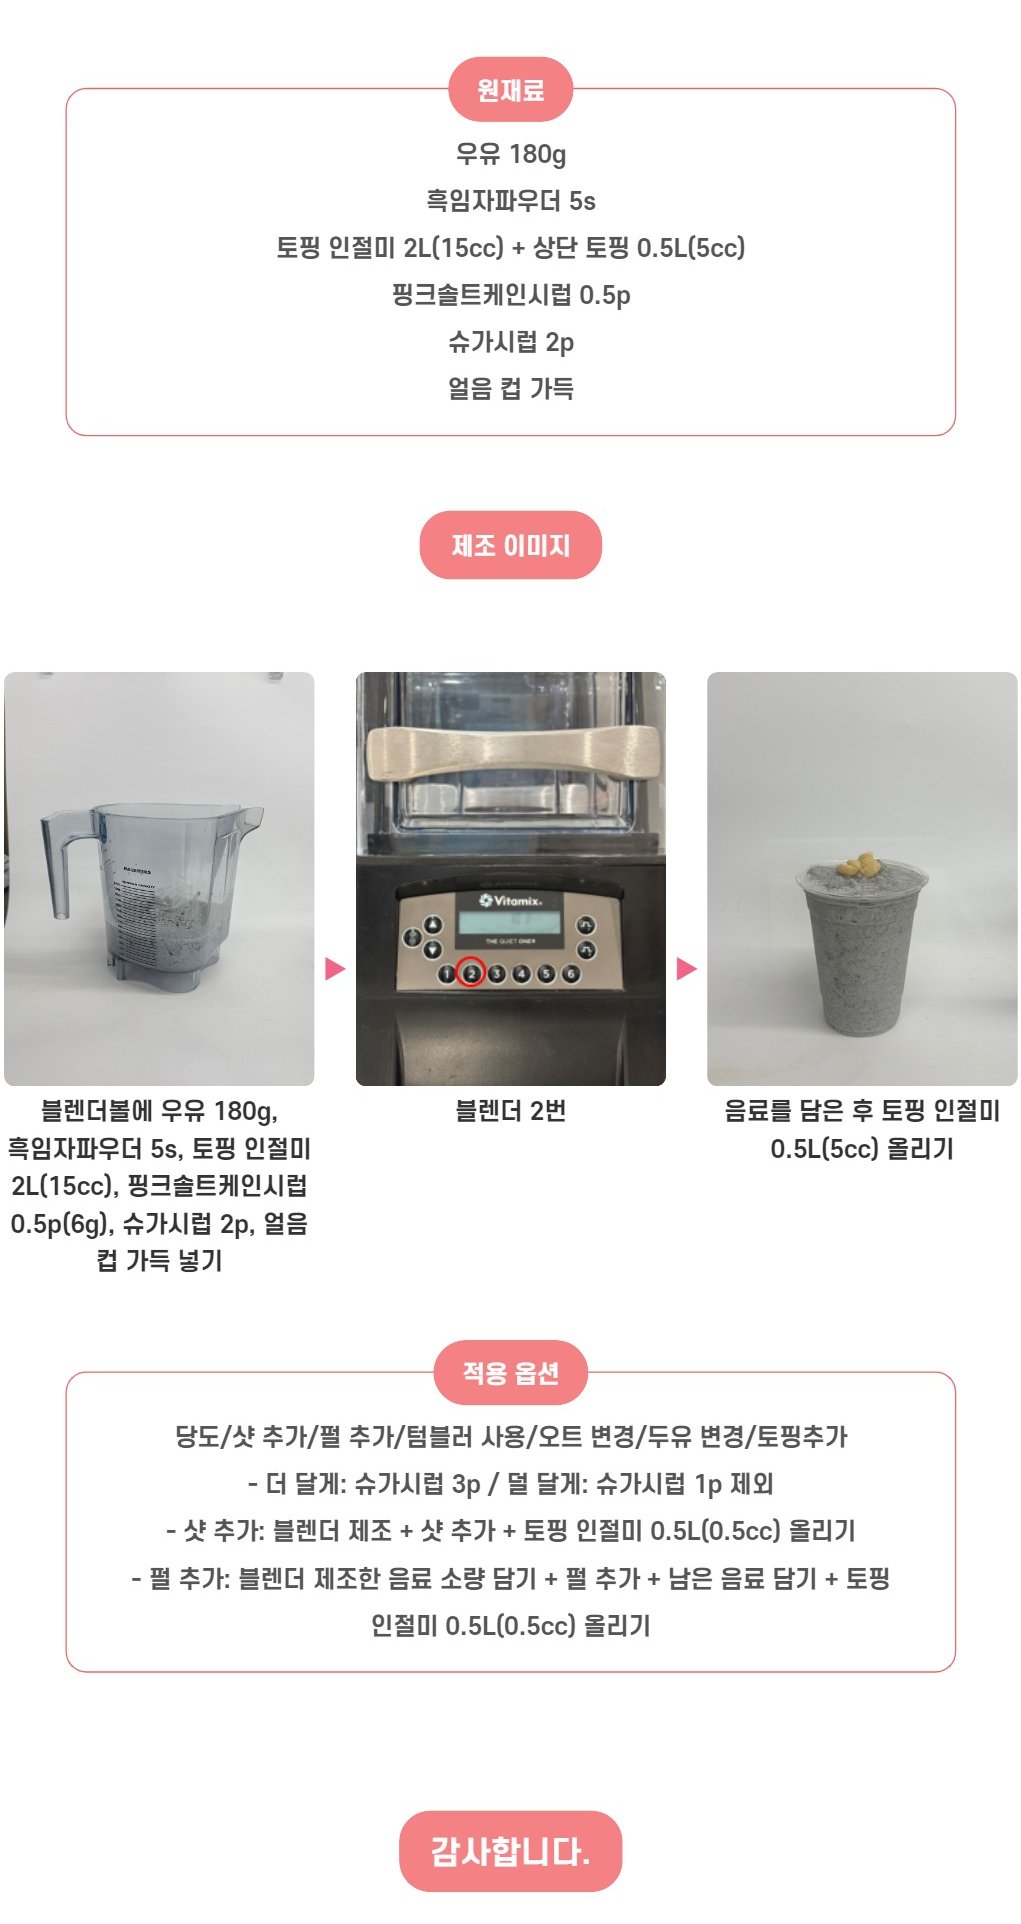 원재료
우유 180g
흑임자파우더 5s
토핑 인절미 2L(15cc) + 상단 토핑 0.5L(5cc)
핑크솔트케인시럽 0.5p
슈가시럽 2p
얼음 컵 가득
제조 이미지
Vitamix
THE QUIET ONE
1 2 3 4 5 6
블렌더볼에 우유 180g,
흑임자파우더 5s, 토핑 인절미
2L(15cc), 핑크솔트케인시럽
0.5p(6g), 슈가시럽 2p, 얼음
컵 가득 넣기
블렌더 2번
음료를 담은 후 토핑 인절미
0.5L(5cc) 올리기
적용 옵션
당도/샷 추가/펄 추가/텀블러 사용/오트 변경/두유 변경/토핑추가
- 더 달게: 슈가시럽 3p / 덜 달게: 슈가시럽 1p 제외
- 샷 추가: 블렌더 제조 + 샷 추가 + 토핑 인절미 0.5L(0.5cc) 올리기
- 펄 추가: 블렌더 제조한 음료 소량 담기 + 펄 추가 + 남은 음료 담기 + 토핑
인절미 0.5L(0.5cc) 올리기
감사합니다.